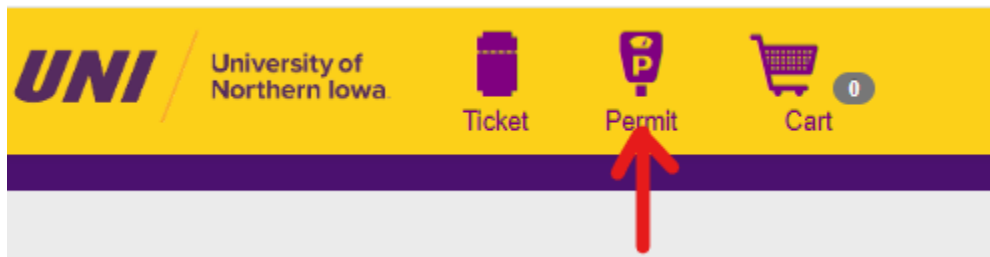 UNI
University of
Northern Iowa.
P
Ticket
Permit
Cart
0